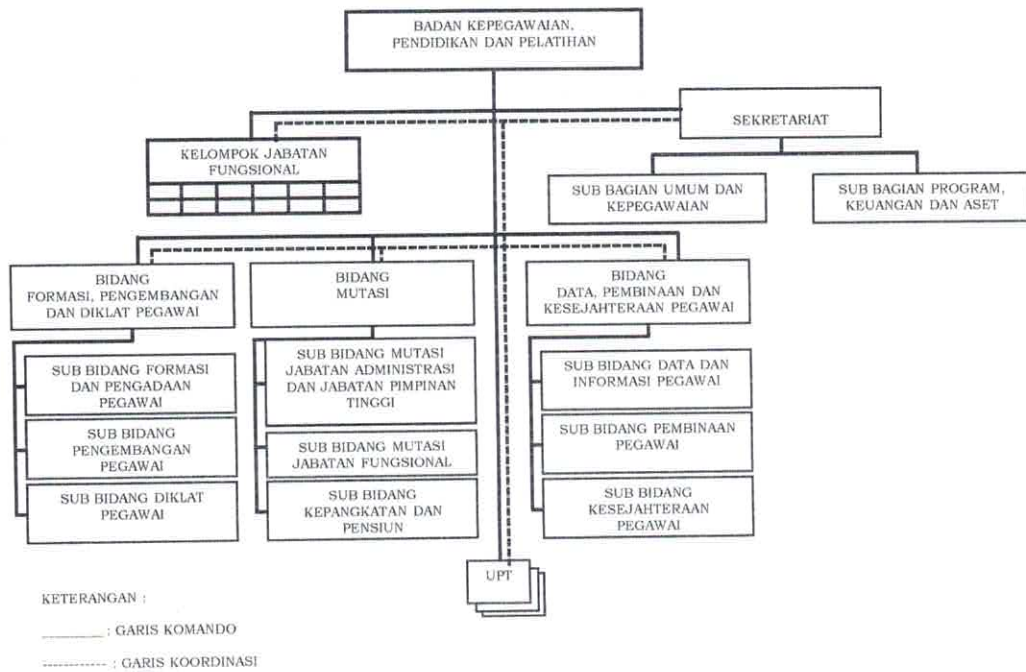 BADAN KEPEGAWAIAN,
PENDIDIKAN DAN PELATIHAN
SEKRETARIAT
KELOMPOK JABATAN
FUNGSIONAL
SUB BAGIAN UMUM DAN
KEPEGAWAIAN
SUB BAGIAN PROGRAM,
KEUANGAN DAN ASET
BIDANG
FORMASI, PENGEMBANGAN
DAN DIKLAT PEGAWAI
BIDANG
MUTASI
BIDANG
DATA, PEMBINAAN DAN
KESEJAHTERAAN PEGAWAI
SUB BIDANG FORMASI
DAN PENGADAAN
PEGAWAI
SUB BIDANG
PENGEMBANGAN
PEGAWAI
SUB BIDANG DIKLAT
PEGAWAI
SUB BIDANG MUTASI
JABATAN ADMINISTRASI
DAN JABATAN PIMPINAN
TINGGI
SUB BIDANG MUTASI
JABATAN FUNGSIONAL
SUB BIDANG
KEPANGKATAN DAN
PENSIUN
SUB BIDANG DATA DAN
INFORMASI PEGAWAI
SUB BIDANG PEMBINAAN
PEGAWAI
SUB BIDANG
KESEJAHTERAAN
PEGAWAI
UPT
KETERANGAN :
_________ : GARIS KOMANDO
------------ : GARIS KOORDINASI